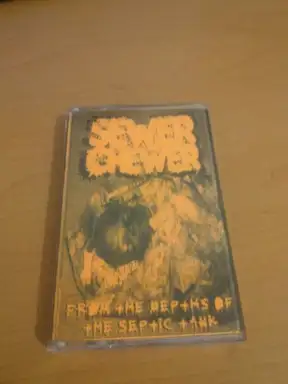 SEWER
CHEWER
FROM THE DEPTHS OF
THE SEPTIC TANK